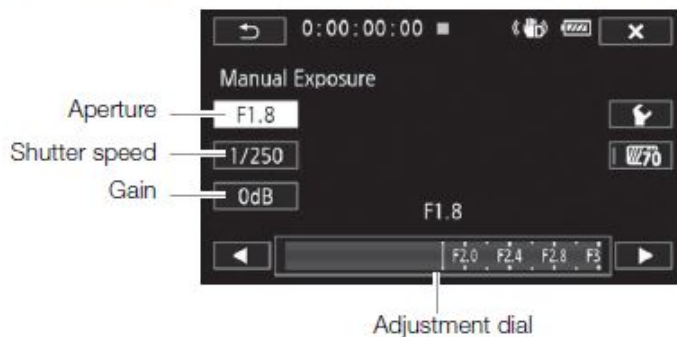 0:00:00:00
Manual Exposure
Aperture
F1.8
Shutter speed
1/250
70
Gain
0dB
F1.8
F2.0 F2.4 F2.8 F3
Adjustment dial